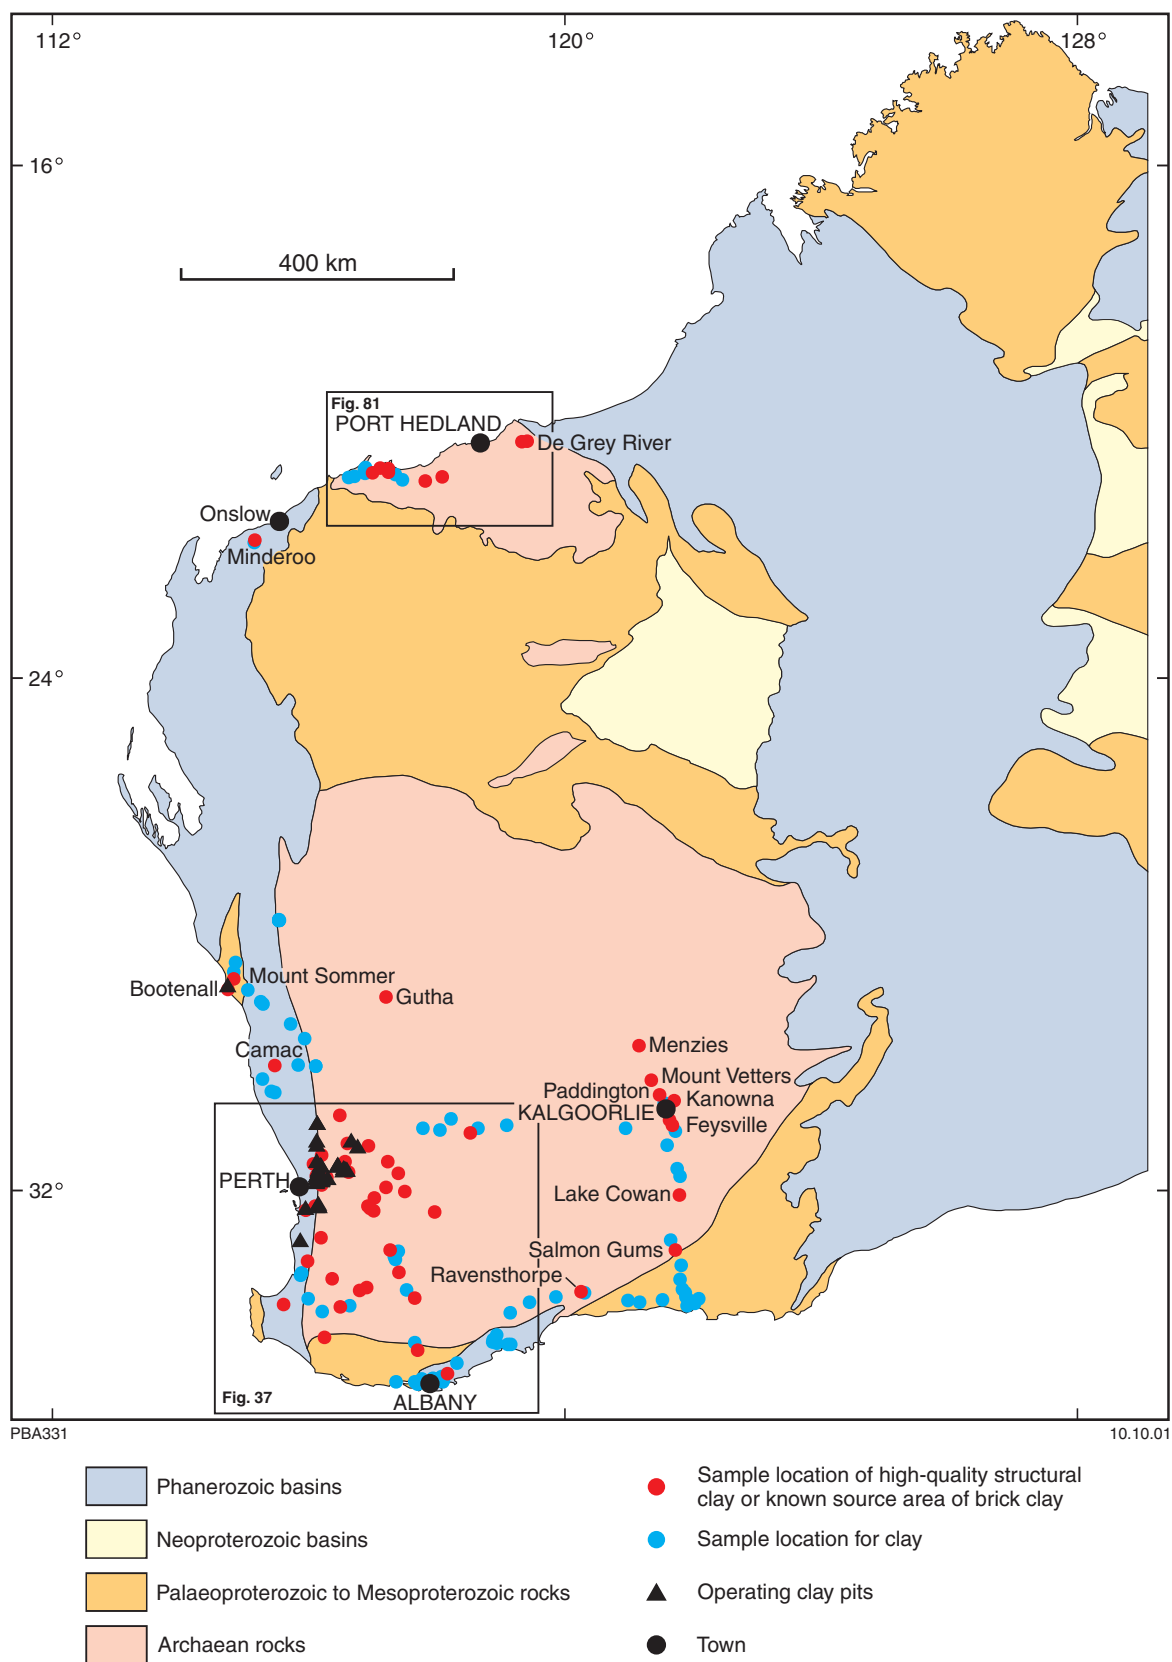 112° 120° 128°
16°
400 km
Fig. 81
PORT HEDLAND
De Grey River
Onslow
Minderoo
24°
Mount Sommer
Bootenall
Gutha
Camac
Menzies
Mount Vetters
Paddington
Kanowna
KALGOORLIE
Feysville
PERTH
32°
Lake Cowan
Salmon Gums
Ravensthorpe
Fig. 37
ALBANY
PBA331 10.10.01
Phanerozoic basins
Neoproterozoic basins
Palaeoproterozoic to Mesoproterozoic rocks
Archaean rocks
Sample location of high-quality structural
clay or known source area of brick clay
Sample location for clay
Operating clay pits
Town